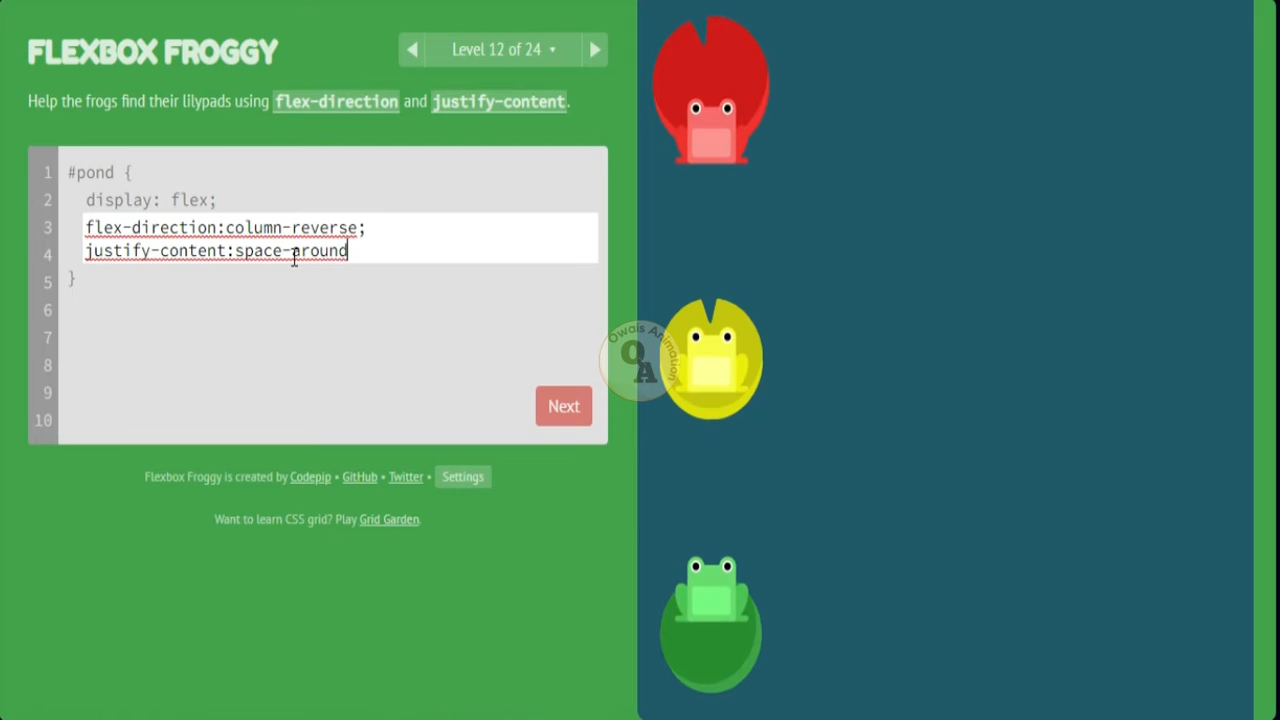 FLEXBOX FROGGY
Level 12 of 24
Help the frogs find their lilypads using flex-direction and justify-content.
1 #pond {
2 display: flex;
3 flex-direction:column-reverse;
4 justify-content:space-around
5 }
6
7
8
9
10
Next
Flexbox Froggy is created by Codepip • GitHub • Twitter • Settings
Want to learn CSS grid? Play Grid Garden.
Owais Animation
OA